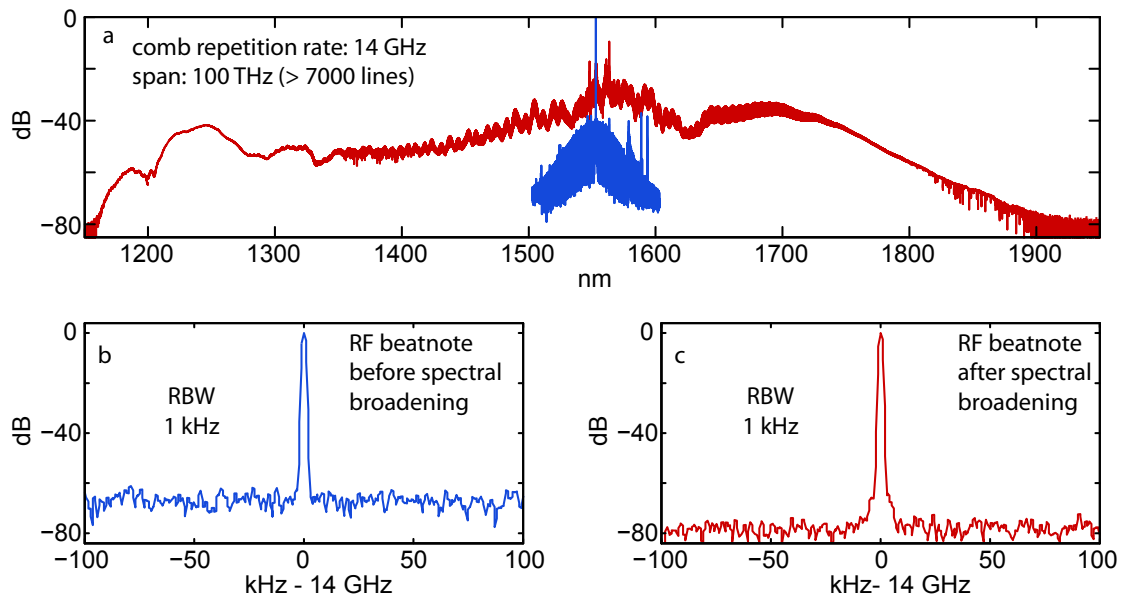 0
−40
−80
dB
a
comb repetition rate: 14 GHz
span: 100 THz (> 7000 lines)
1200 1300 1400 1500 1600 1700 1800 1900
nm
0
−40
−80
dB
b
RBW
1 kHz
RF beatnote
before spectral
broadening
−100 −50 0 50 100
kHz - 14 GHz
0
−40
−80
dB
c
RBW
1 kHz
RF beatnote
after spectral
broadening
−100 −50 0 50 100
kHz- 14 GHz